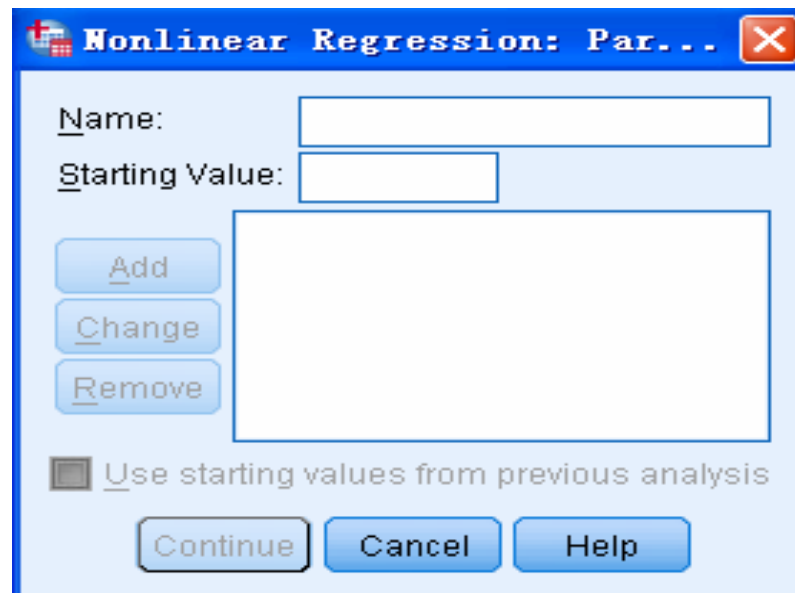 Nonlinear Regression: Par...
Name:
Starting Value:
Add
Change
Remove
Use starting values from previous analysis
Continue Cancel Help